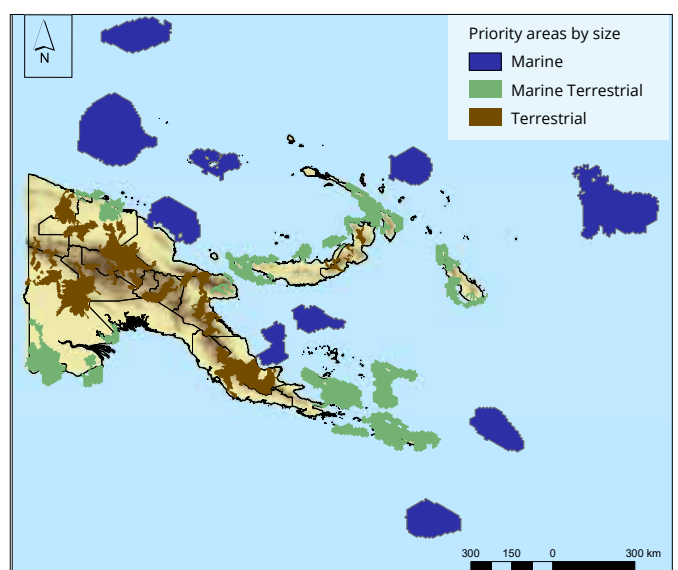 N
Priority areas by size
Marine
Marine Terrestrial
Terrestrial
300 150 0 300 km